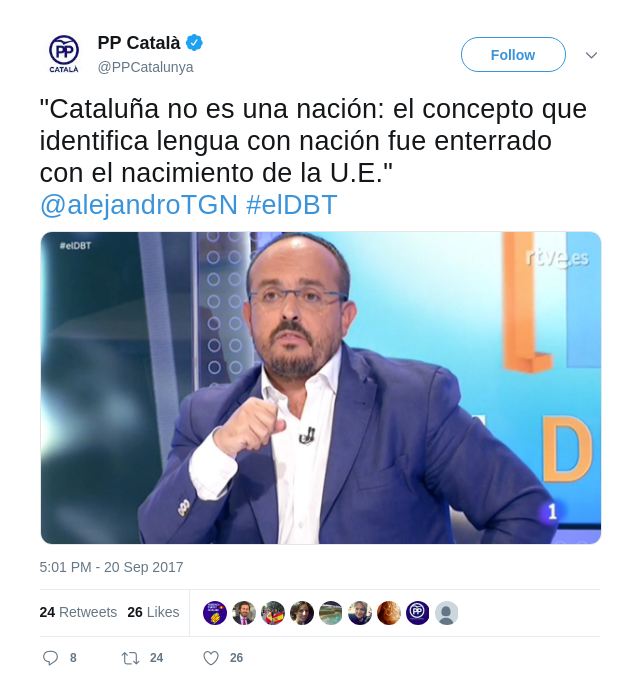 PP Català
@PPCatalunya
Follow
PP
CATALÀ
"Cataluña no es una nación: el concepto que
identifica lengua con nación fue enterrado
con el nacimiento de la U.E."
@alejandroTGN #elDBT
#elDBT
rtve.es
D
1
5:01 PM - 20 Sep 2017
24 Retweets 26 Likes
8 24 26